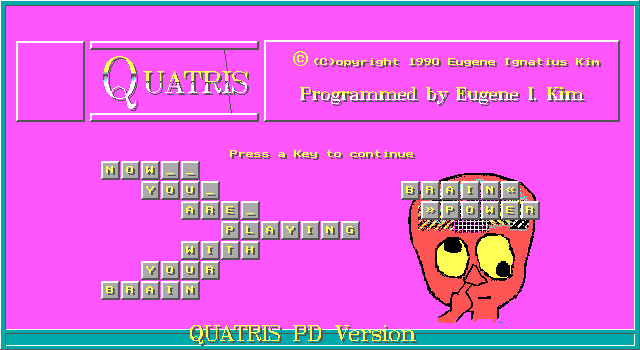 QUATRIS
© (C)opyright 1990 Eugene Ignatius Kim
Programmed by Eugene I. Kim
Press a Key to continue
NOW_ _
YOU_
ARE_
PLAYING
WITH
YOUR
BRAIN
BRAIN«
»POWER
QUATRIS PD Version